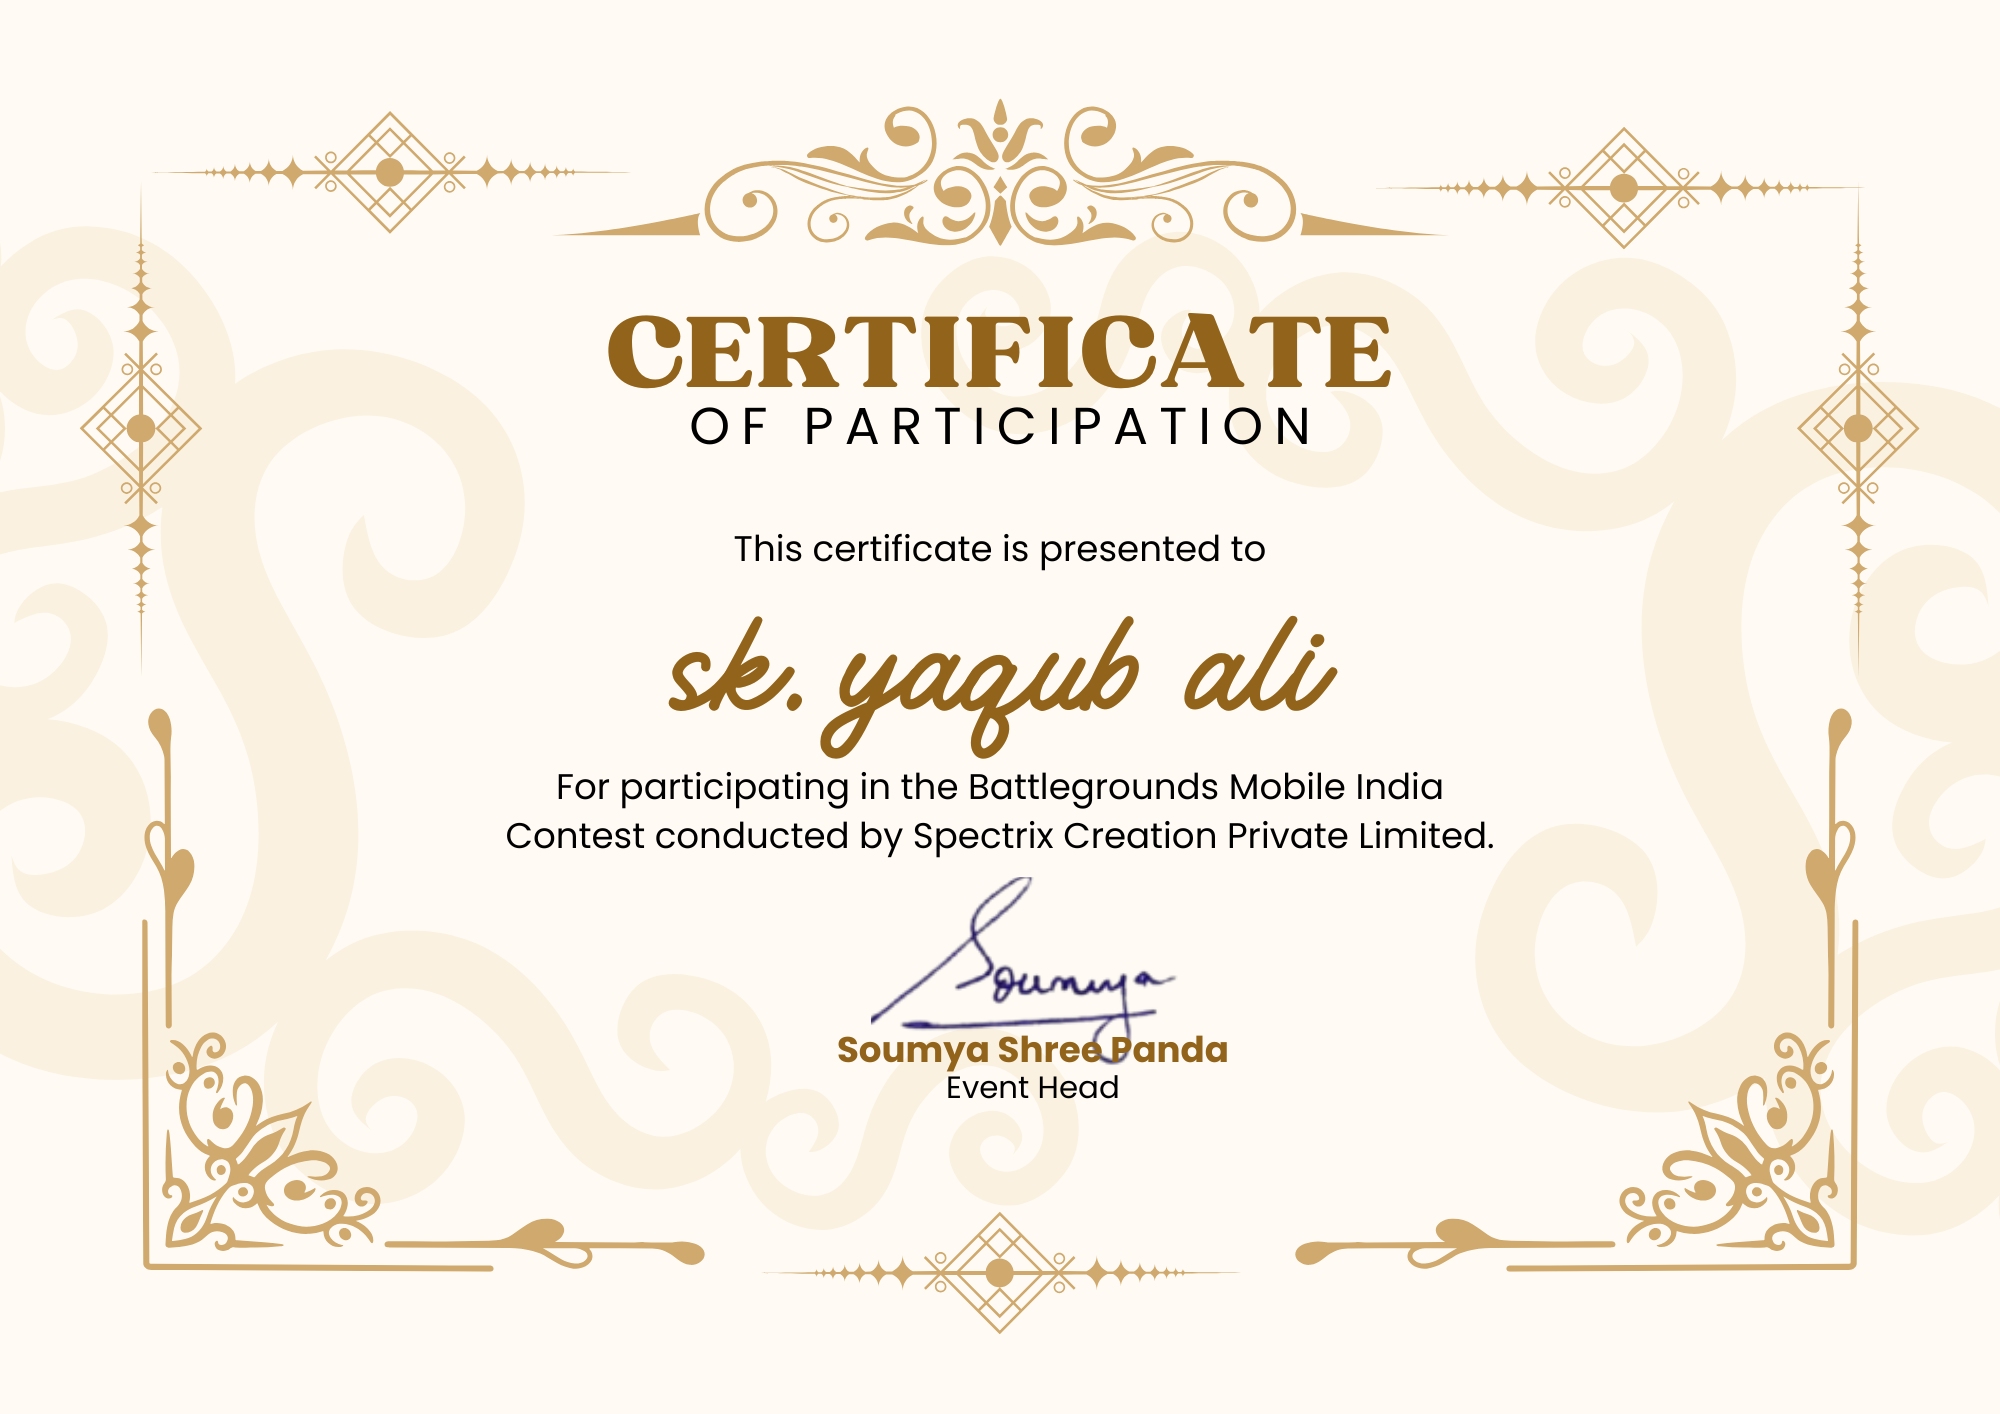 CERTIFICATE
OF PARTICIPATION
This certificate is presented to
sk. yaqub ali
For participating in the Battlegrounds Mobile India
Contest conducted by Spectrix Creation Private Limited.
Soumya
Soumya Shree Panda
Event Head